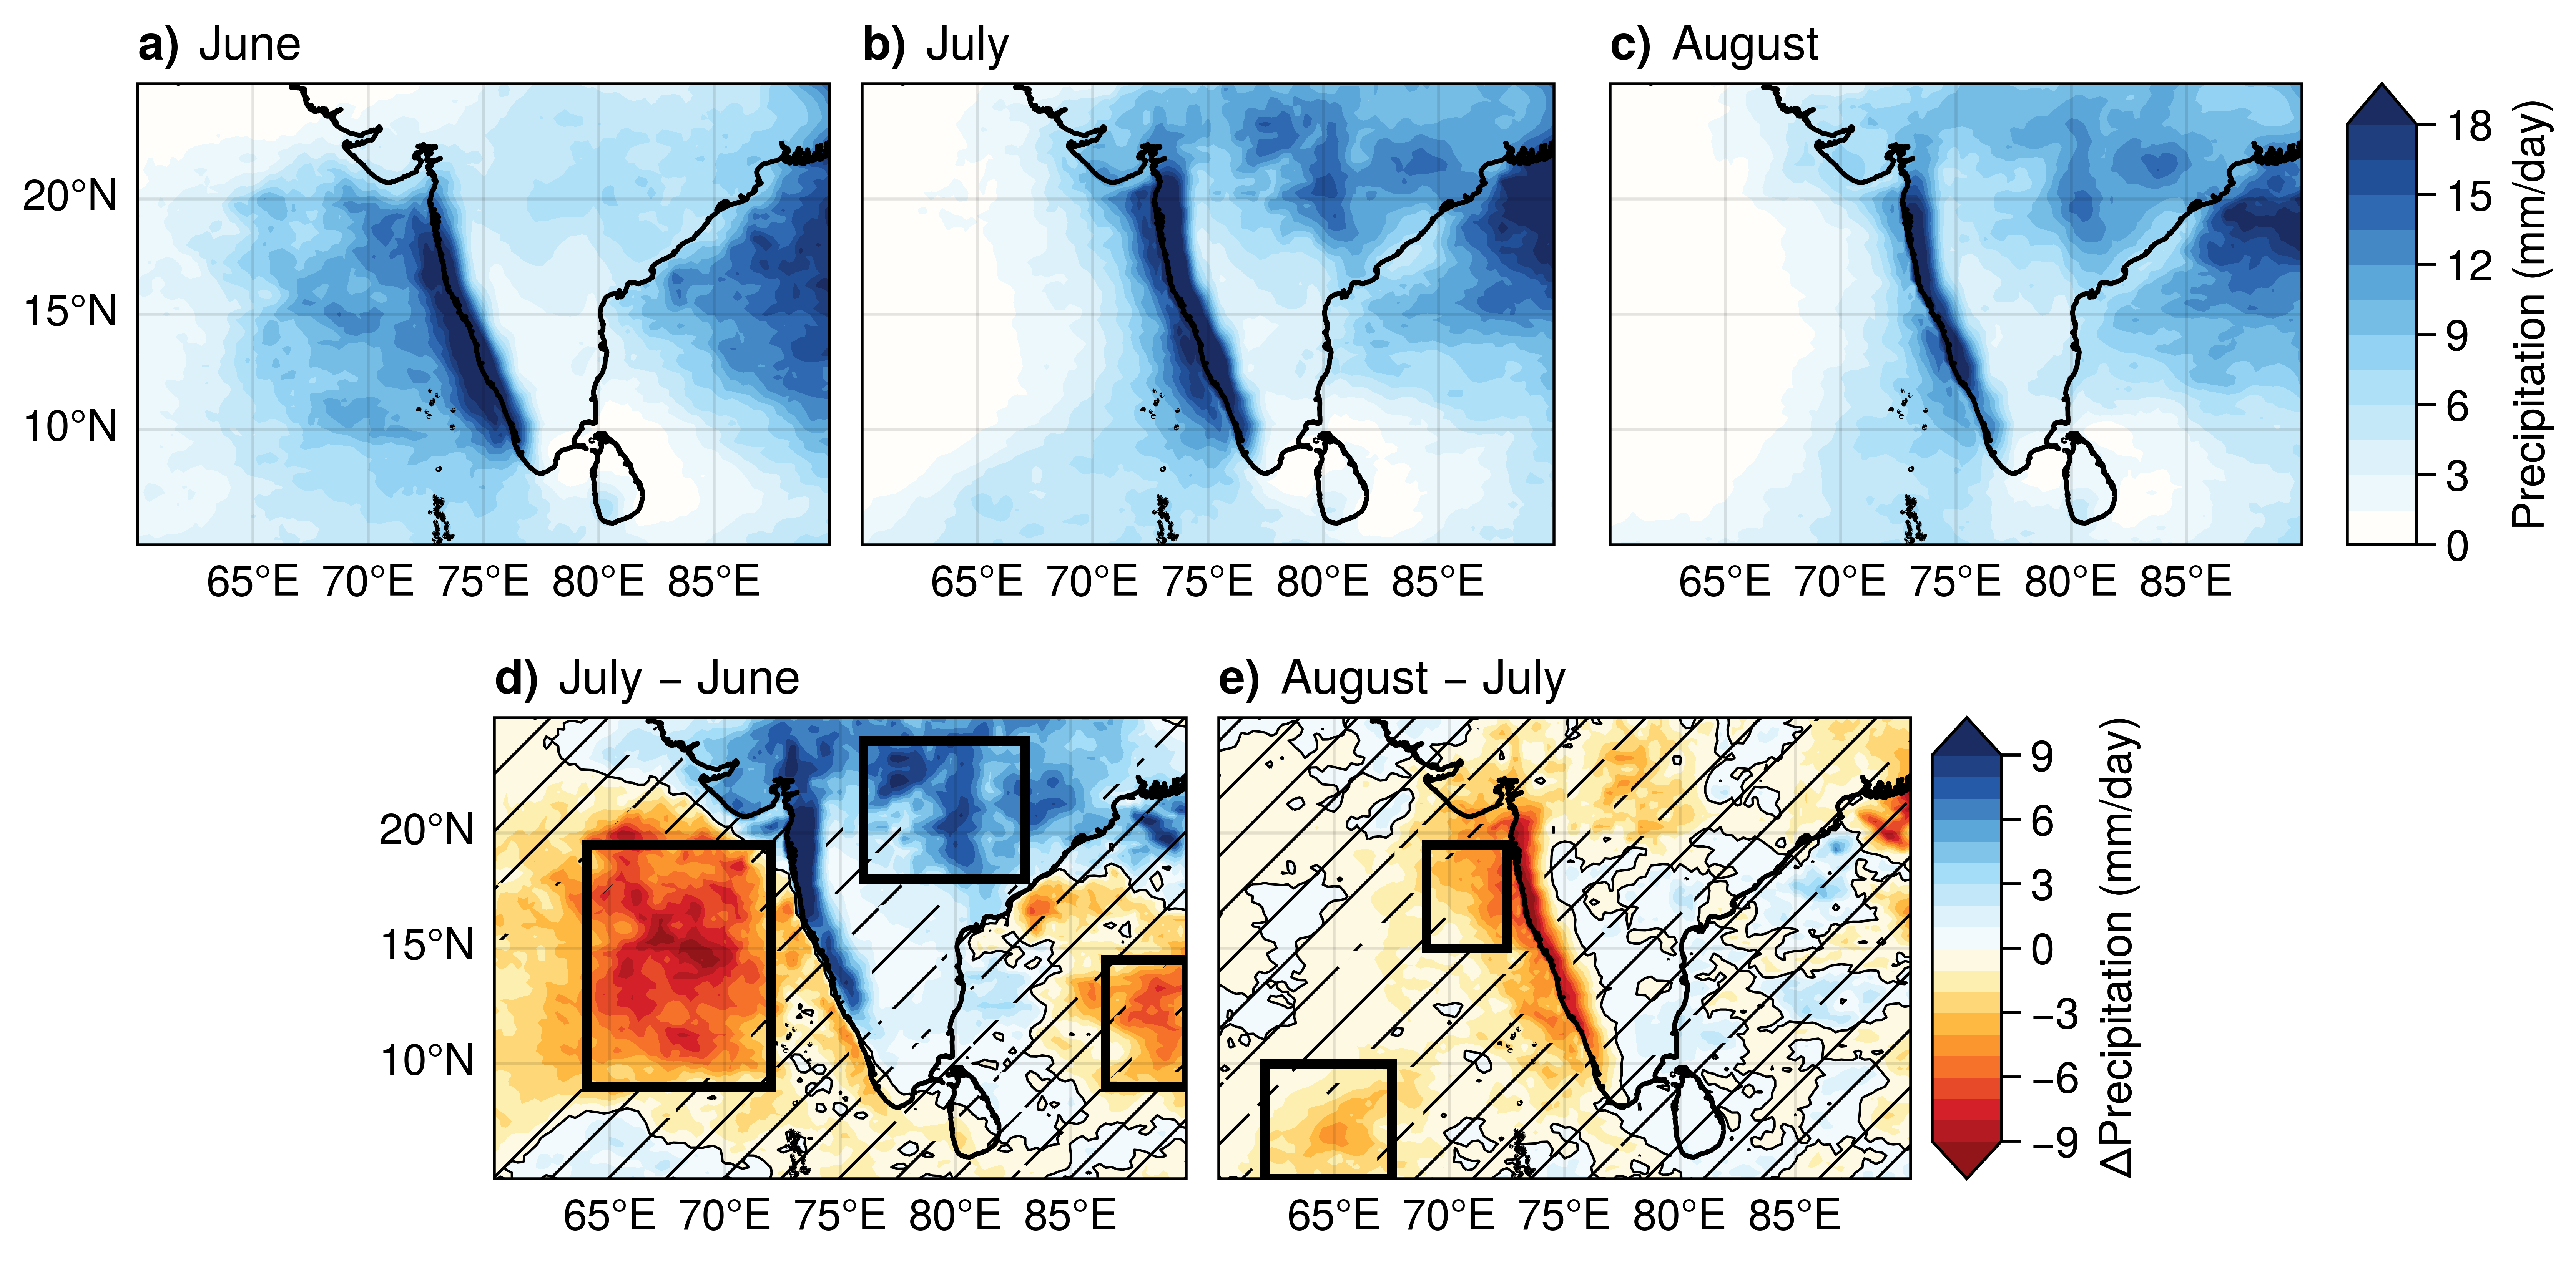 a) June
b) July
c) August
20°N
15°N
10°N
65°E 70°E 75°E 80°E 85°E
65°E 70°E 75°E 80°E 85°E
65°E 70°E 75°E 80°E 85°E
18
15
12
9
6
3
0
Precipitation (mm/day)
d) July − June
e) August − July
20°N
15°N
10°N
65°E 70°E 75°E 80°E 85°E
65°E 70°E 75°E 80°E 85°E
9
6
3
0
−3
−6
−9
ΔPrecipitation (mm/day)